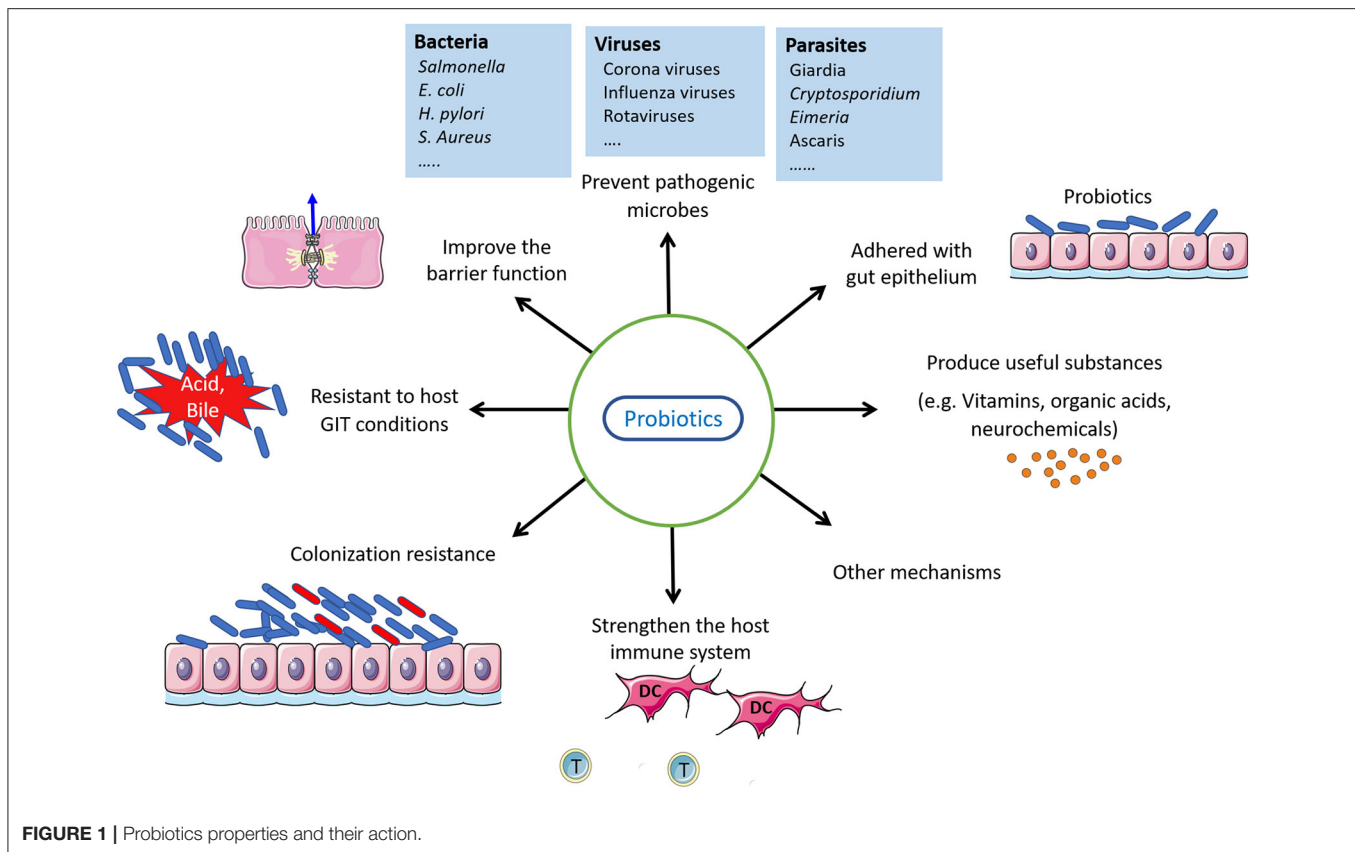 Bacteria
Salmonella
E. coli
H. pylori
S. Aureus
.....
Viruses
Corona viruses
Influenza viruses
Rotaviruses
....
Parasites
Giardia
Cryptosporidium
Eimeria
Ascaris
......
Prevent pathogenic
microbes
Probiotics
Improve the
barrier function
Adhered with
gut epithelium
Acid,
Bile
Resistant to host
GIT conditions
Probiotics
Produce useful substances
(e.g. Vitamins, organic acids,
neurochemicals)
Colonization resistance
Other mechanisms
Strengthen the host
immune system
DC
DC
T
T
FIGURE 1 | Probiotics properties and their action.